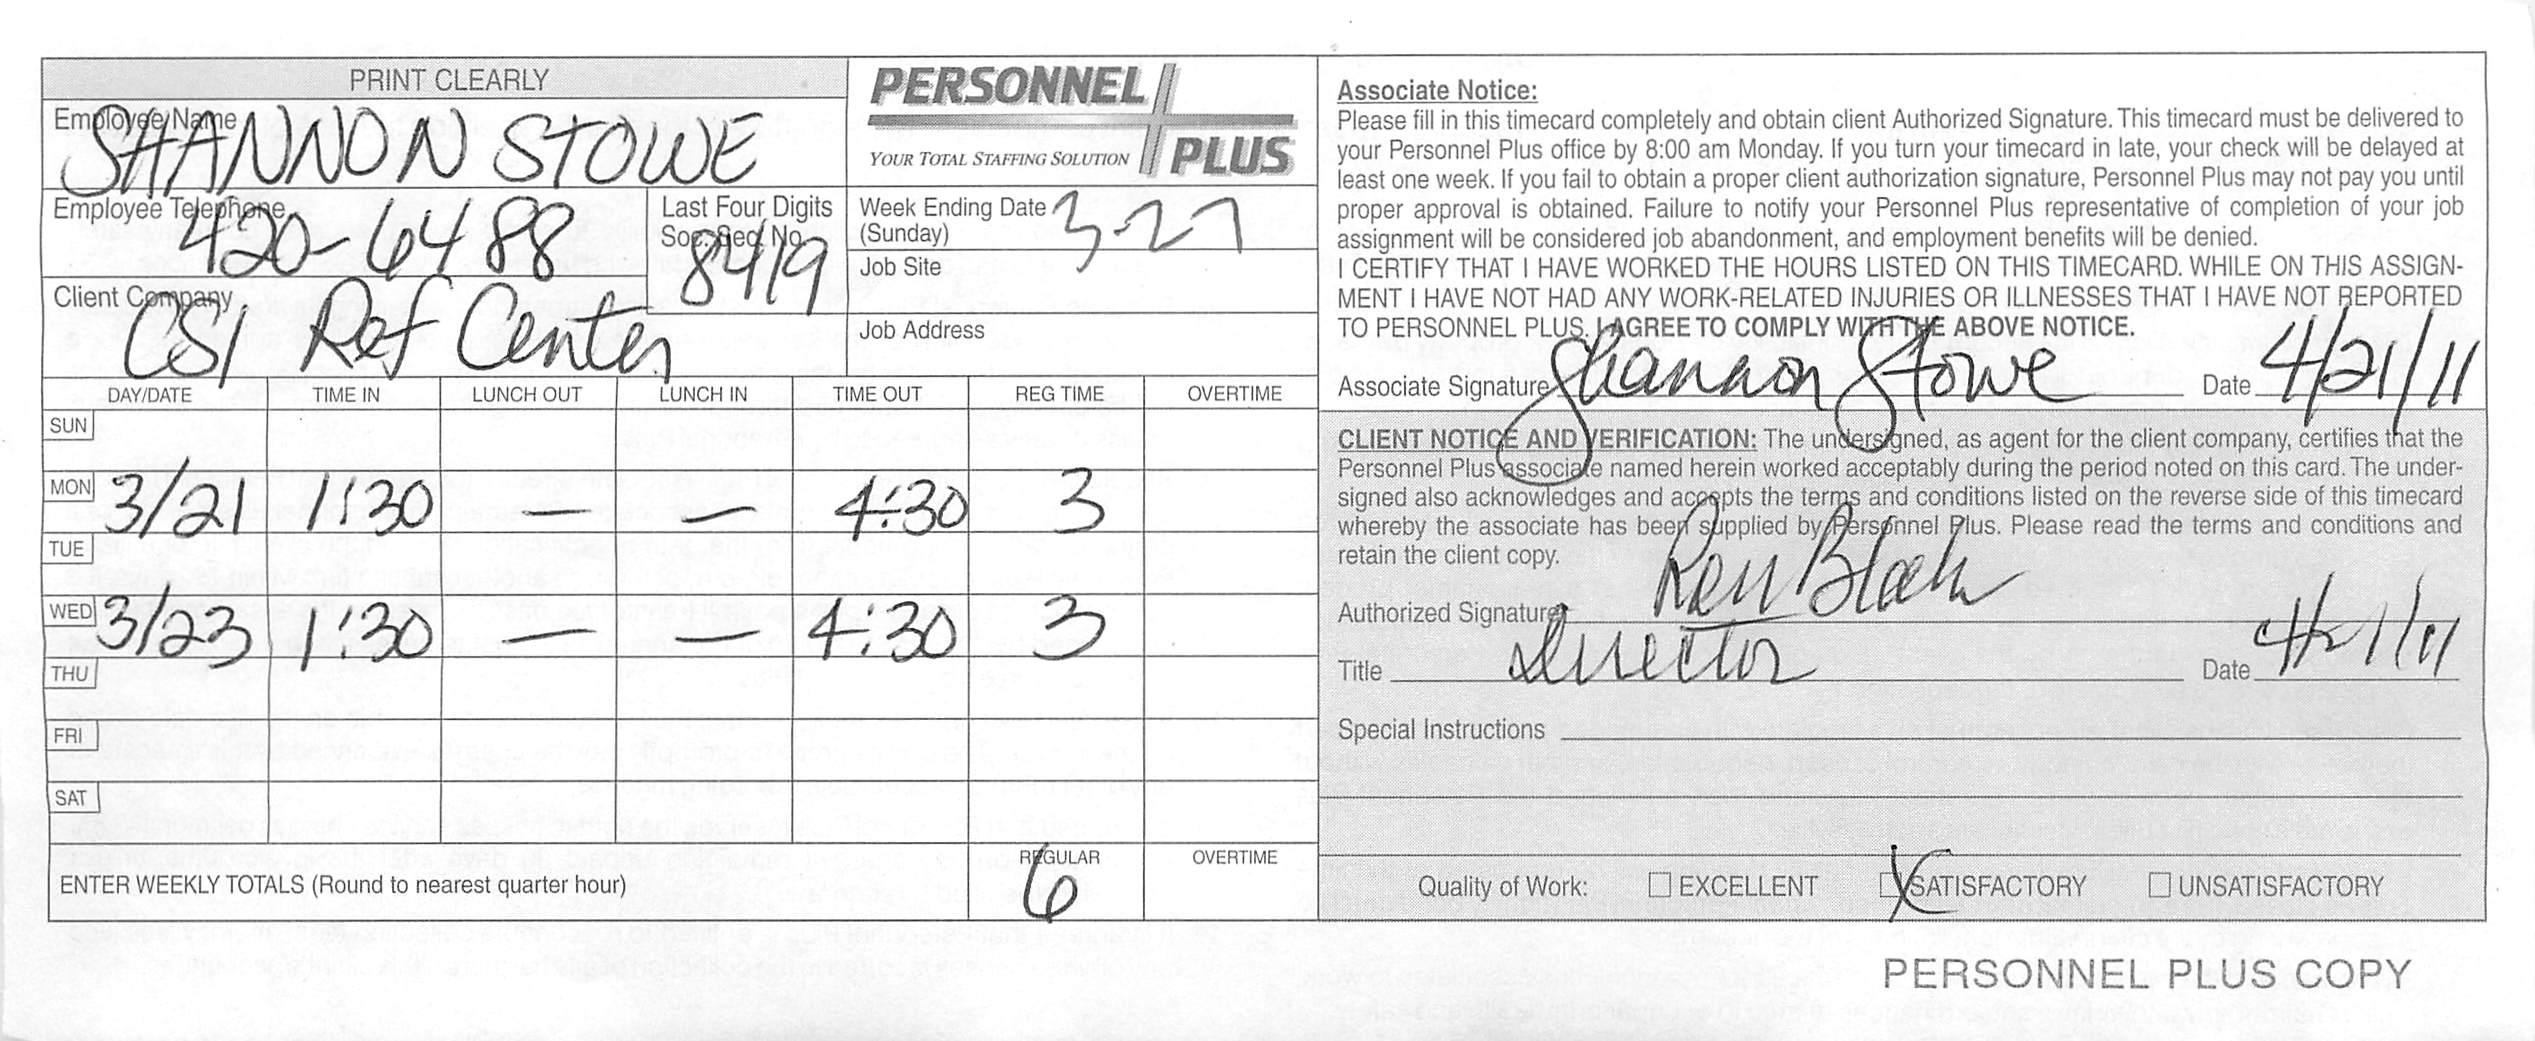 PRINT CLEARLY
Employee Name
SHANNON STOWE
Employee Telephone
420-6488
Last Four Digits
Soc. Sec. No.
8419
Client Company
CSI Ref Center
PERSONNEL
PLUS
YOUR TOTAL STAFFING SOLUTION
Week Ending Date 3-27
(Sunday)
Job Site
Job Address
DAY/DATE TIME IN LUNCH OUT LUNCH IN TIME OUT REG TIME OVERTIME
SUN
MON 3/21 1:30 — — 4:30 3
TUE
WED 3/23 1:30 — — 4:30 3
THU
FRI
SAT
REGULAR OVERTIME
ENTER WEEKLY TOTALS (Round to nearest quarter hour) 6
Associate Notice:
Please fill in this timecard completely and obtain client Authorized Signature. This timecard must be delivered to
your Personnel Plus office by 8:00 am Monday. If you turn your timecard in late, your check will be delayed at
least one week. If you fail to obtain a proper client authorization signature, Personnel Plus may not pay you until
proper approval is obtained. Failure to notify your Personnel Plus representative of completion of your job
assignment will be considered job abandonment, and employment benefits will be denied.
I CERTIFY THAT I HAVE WORKED THE HOURS LISTED ON THIS TIMECARD. WHILE ON THIS ASSIGN-
MENT I HAVE NOT HAD ANY WORK-RELATED INJURIES OR ILLNESSES THAT I HAVE NOT REPORTED
TO PERSONNEL PLUS. I AGREE TO COMPLY WITH THE ABOVE NOTICE.
Associate Signature Shannon Stowe Date 4/21/11
CLIENT NOTICE AND VERIFICATION: The undersigned, as agent for the client company, certifies that the
Personnel Plus associate named herein worked acceptably during the period noted on this card. The under-
signed also acknowledges and accepts the terms and conditions listed on the reverse side of this timecard
whereby the associate has been supplied by Personnel Plus. Please read the terms and conditions and
retain the client copy.
Authorized Signature
Title Director Date 4/21/11
Special Instructions
Quality of Work: EXCELLENT SATISFACTORY UNSATISFACTORY
PERSONNEL PLUS COPY